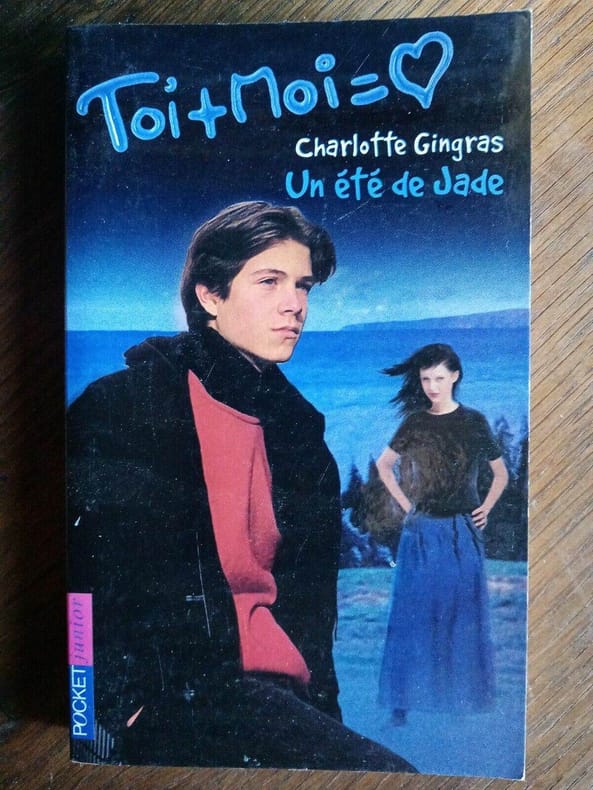 Toi+Moi=♡
Charlotte Gingras
Un été de Jade
POCKET junior